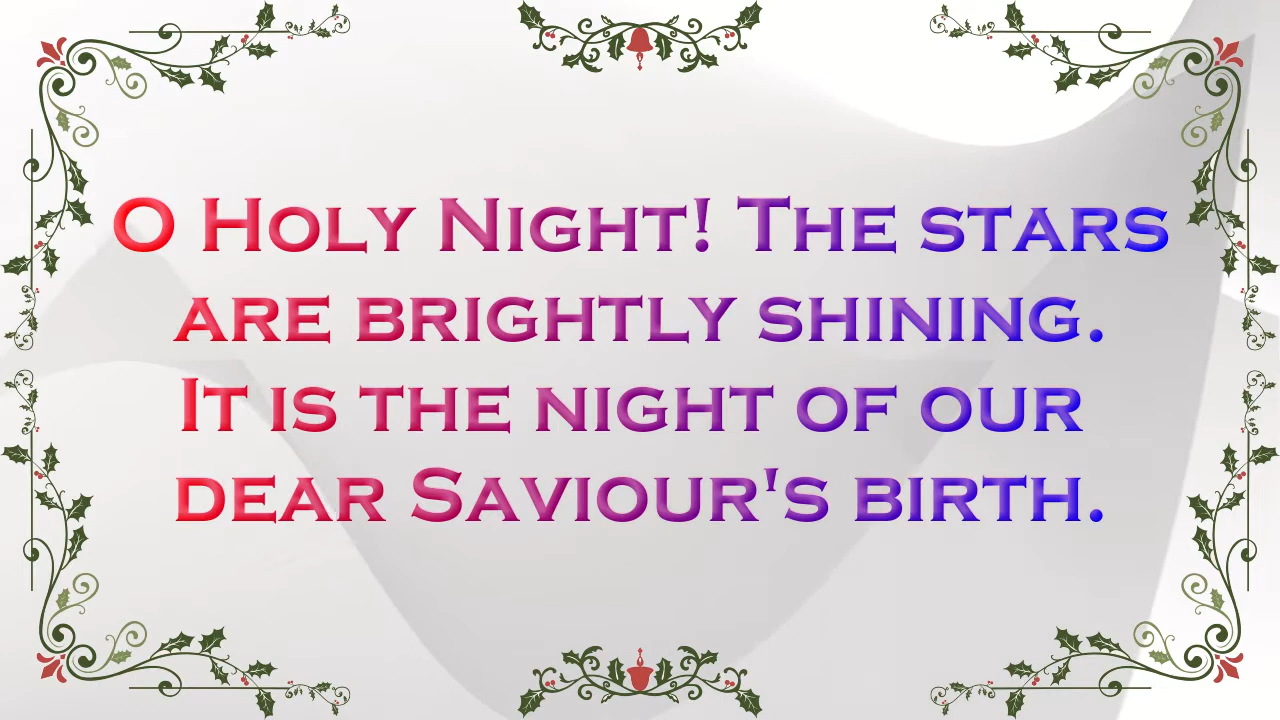 O Holy Night! The stars
are brightly shining.
It is the night of our
dear Saviour's birth.